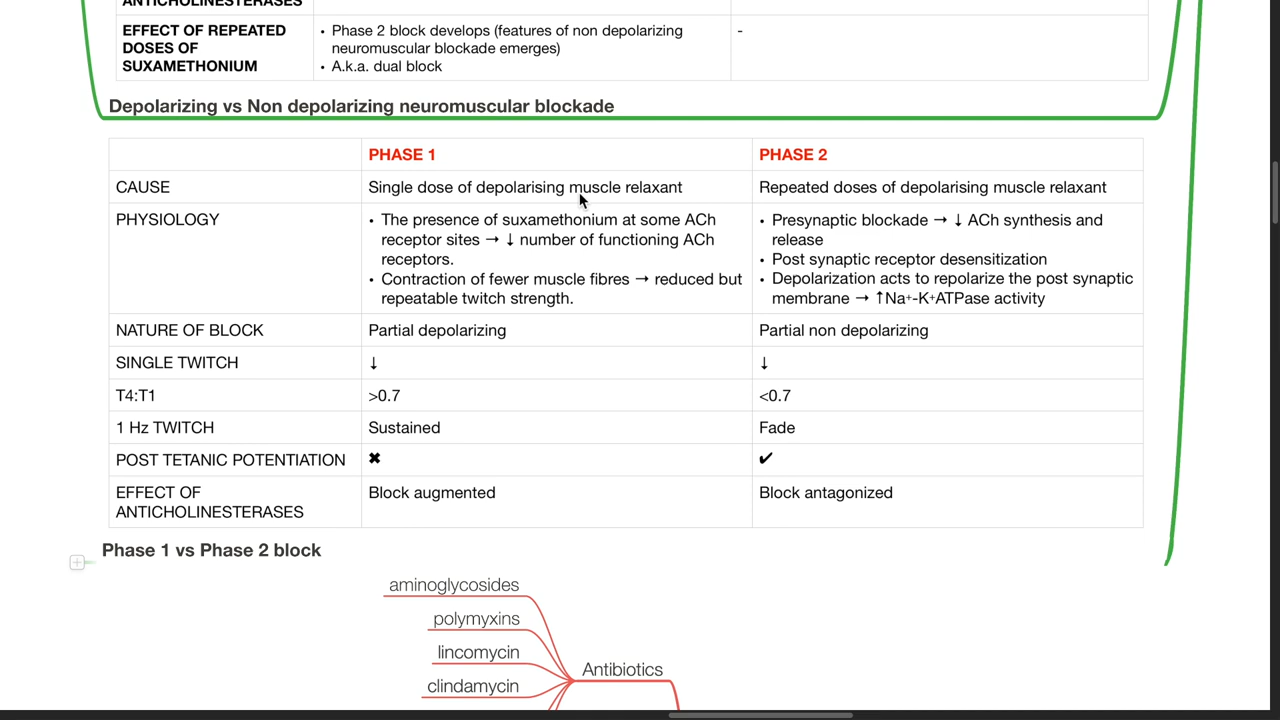 ANTICHOLINESTERASES
EFFECT OF REPEATED
DOSES OF
SUXAMETHONIUM
• Phase 2 block develops (features of non depolarizing
neuromuscular blockade emerges)
• A.k.a. dual block
-
Depolarizing vs Non depolarizing neuromuscular blockade
PHASE 1
PHASE 2
CAUSE
Single dose of depolarising muscle relaxant
Repeated doses of depolarising muscle relaxant
PHYSIOLOGY
• The presence of suxamethonium at some ACh
receptor sites → ↓ number of functioning ACh
receptors.
• Contraction of fewer muscle fibres → reduced but
repeatable twitch strength.
• Presynaptic blockade → ↓ ACh synthesis and
release
• Post synaptic receptor desensitization
• Depolarization acts to repolarize the post synaptic
membrane → ↑Na⁺-K⁺ATPase activity
NATURE OF BLOCK
Partial depolarizing
Partial non depolarizing
SINGLE TWITCH
↓
↓
T4:T1
>0.7
<0.7
1 Hz TWITCH
Sustained
Fade
POST TETANIC POTENTIATION
✖
✔
EFFECT OF
ANTICHOLINESTERASES
Block augmented
Block antagonized
Phase 1 vs Phase 2 block
aminoglycosides
polymyxins
lincomycin
clindamycin
Antibiotics